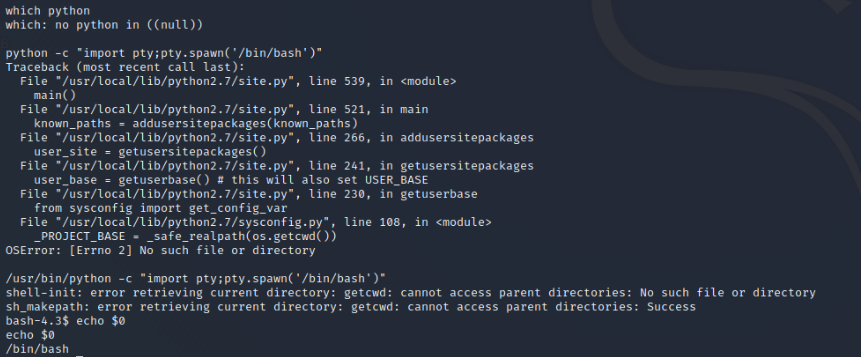 which python
which: no python in ((null))
python -c "import pty;pty.spawn('/bin/bash')"
Traceback (most recent call last):
  File "/usr/local/lib/python2.7/site.py", line 539, in <module>
    main()
  File "/usr/local/lib/python2.7/site.py", line 521, in main
    known_paths = addusersitepackages(known_paths)
  File "/usr/local/lib/python2.7/site.py", line 266, in addusersitepackages
    user_site = getusersitepackages()
  File "/usr/local/lib/python2.7/site.py", line 241, in getusersitepackages
    user_base = getuserbase() # this will also set USER_BASE
  File "/usr/local/lib/python2.7/site.py", line 230, in getuserbase
    from sysconfig import get_config_var
  File "/usr/local/lib/python2.7/sysconfig.py", line 108, in <module>
    _PROJECT_BASE = _safe_realpath(os.getcwd())
OSError: [Errno 2] No such file or directory
/usr/bin/python -c "import pty;pty.spawn('/bin/bash')"
shell-init: error retrieving current directory: getcwd: cannot access parent directories: No such file or directory
sh_makepath: error retrieving current directory: getcwd: cannot access parent directories: Success
bash-4.3$ echo $0
echo $0
/bin/bash